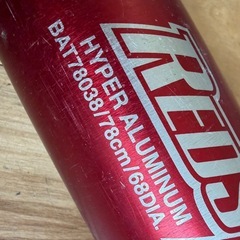 REDS
HYPER ALUMINUM
BAT78038/78cm/68DIA.